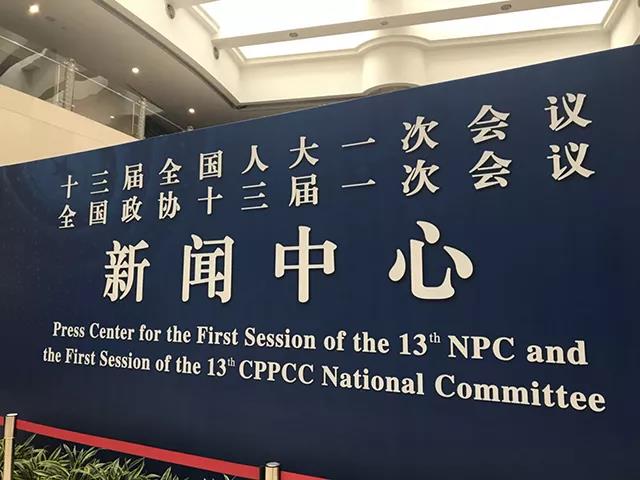 十三届全国人大一次会议
全国政协十三届一次会议
新闻中心
Press Center for the First Session of the 13th NPC and
the First Session of the 13th CPPCC National Committee